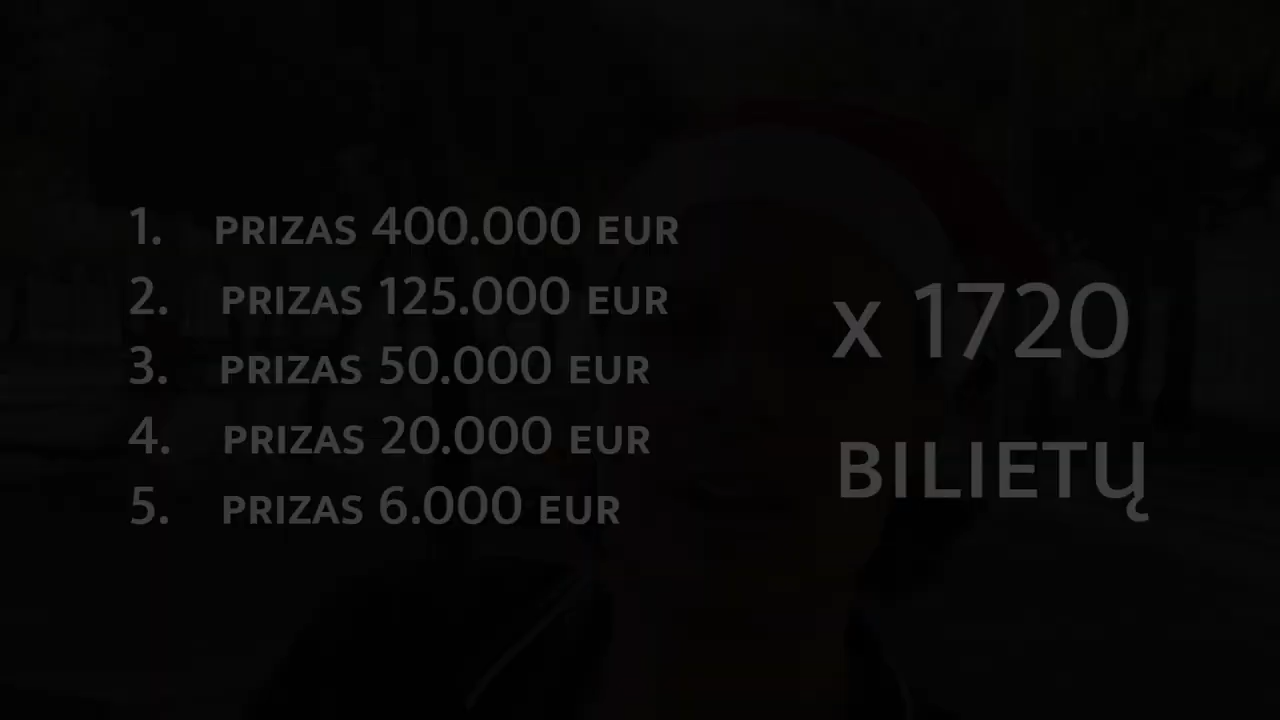 1. PRIZAS 400.000 EUR
2. PRIZAS 125.000 EUR
3. PRIZAS 50.000 EUR
4. PRIZAS 20.000 EUR
5. PRIZAS 6.000 EUR
x 1720
BILIETŲ